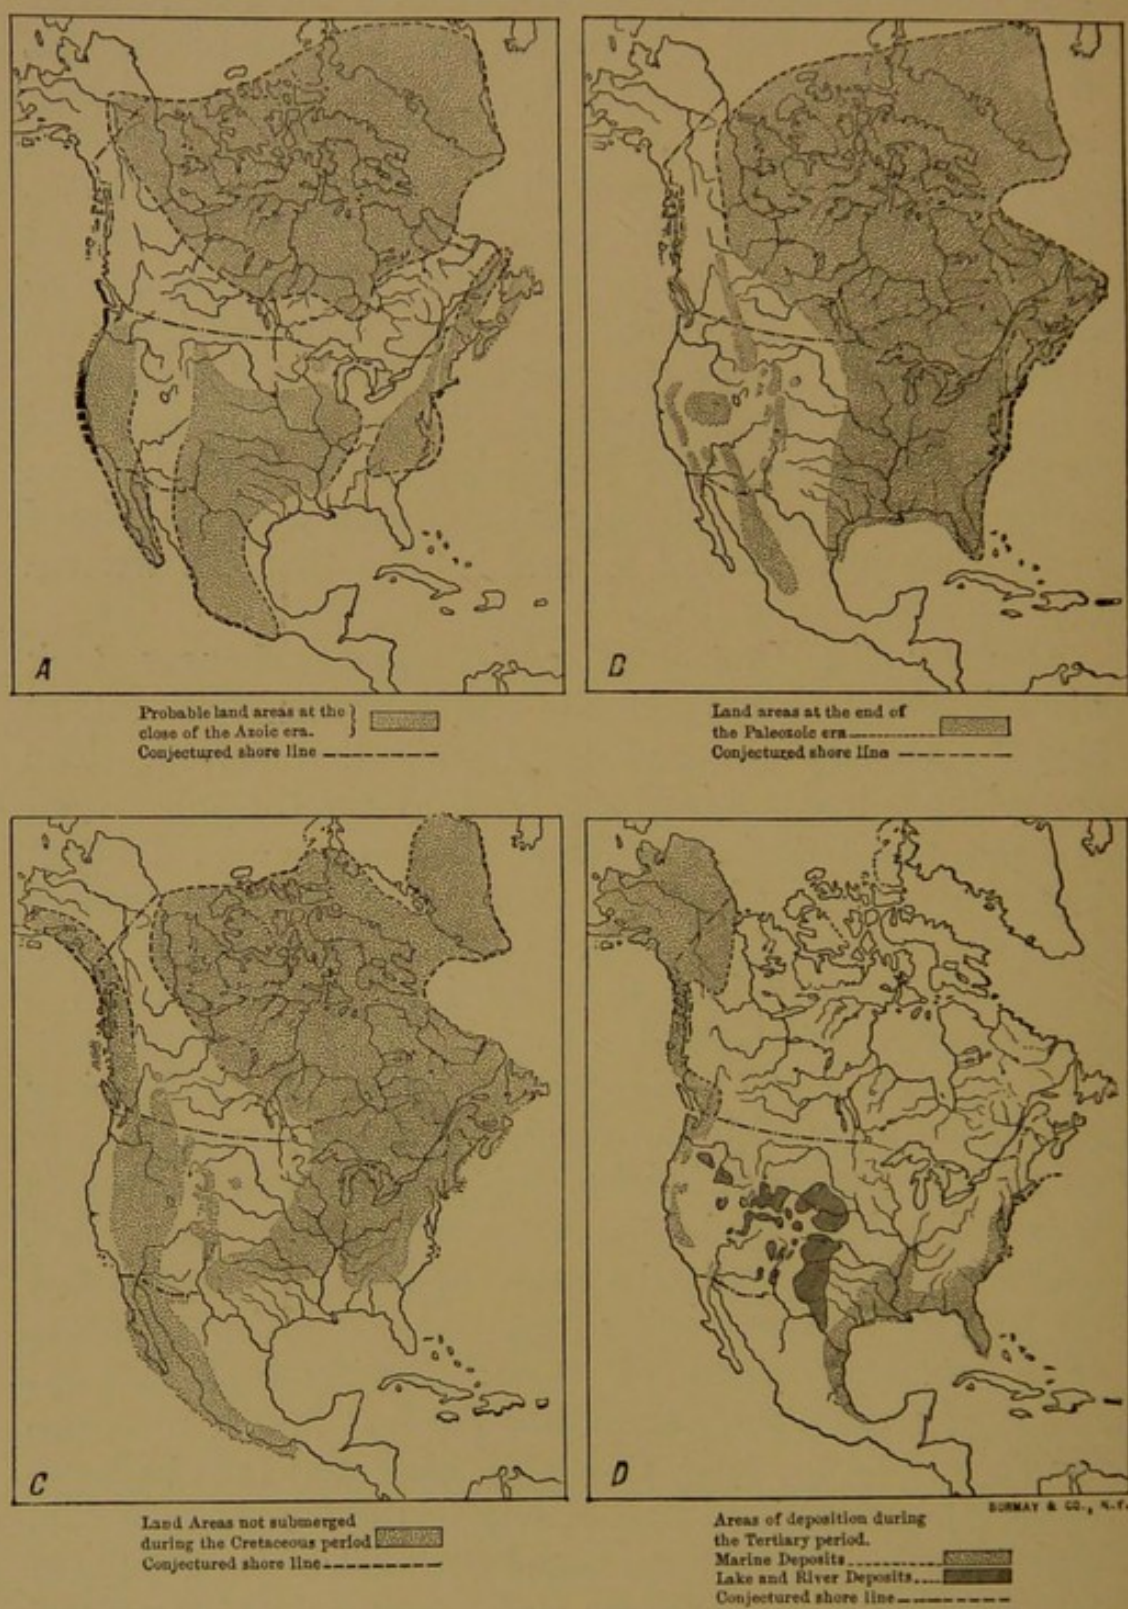 A
B
Probable land areas at the
close of the Azoic era.
Conjectured shore line
Land areas at the end of
the Paleozoic era
Conjectured shore line
C
D
BORMAY & CO., N.Y.
Land Areas not submerged
during the Cretaceous period
Conjectured shore line
Areas of deposition during
the Tertiary period.
Marine Deposits
Lake and River Deposits
Conjectured shore line